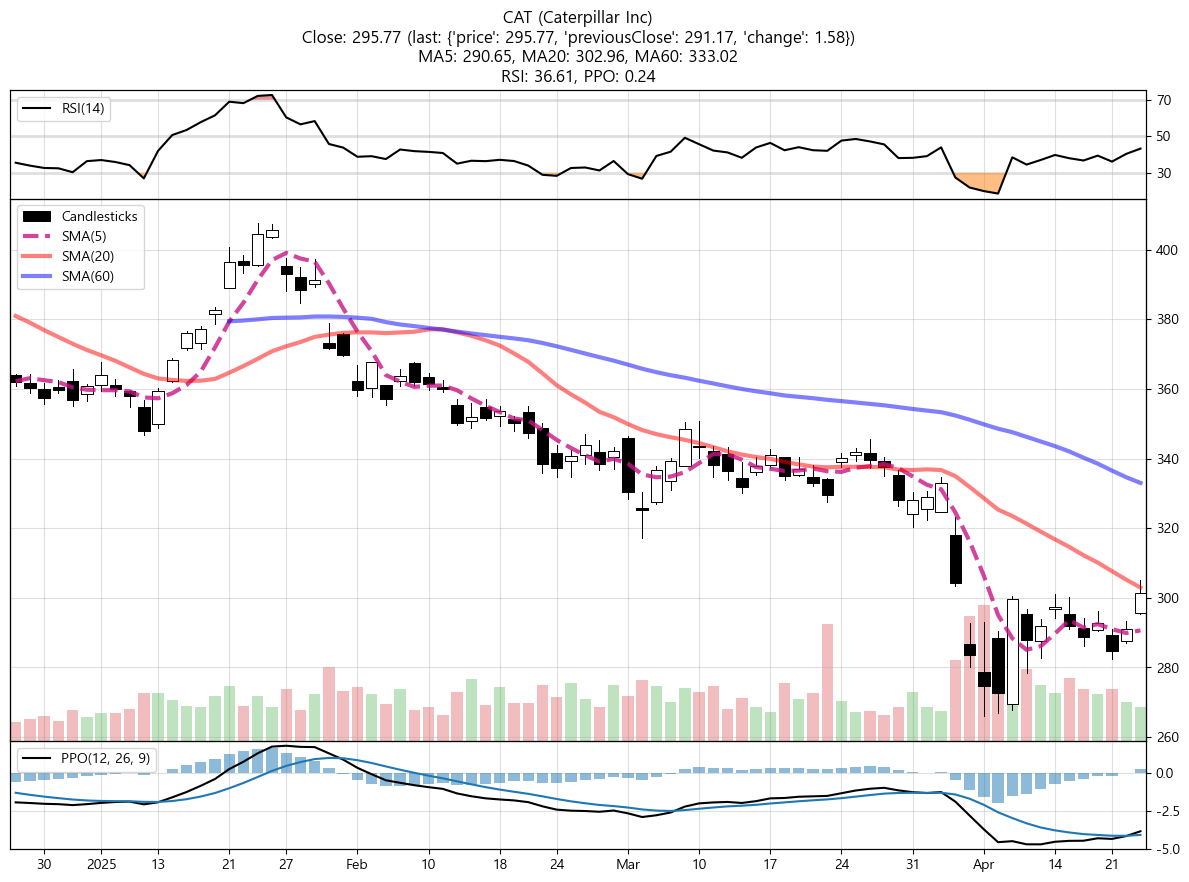 CAT (Caterpillar Inc)
Close: 295.77 (last: {'price': 295.77, 'previousClose': 291.17, 'change': 1.58})
MA5: 290.65, MA20: 302.96, MA60: 333.02
RSI: 36.61, PPO: 0.24
RSI(14)
70
50
30
Candlesticks
SMA(5)
SMA(20)
SMA(60)
400
380
360
340
320
300
280
260
PPO(12, 26, 9)
0.0
-2.5
-5.0
30 2025 13 21 27 Feb 10 18 24 Mar 10 17 24 31 Apr 14 21